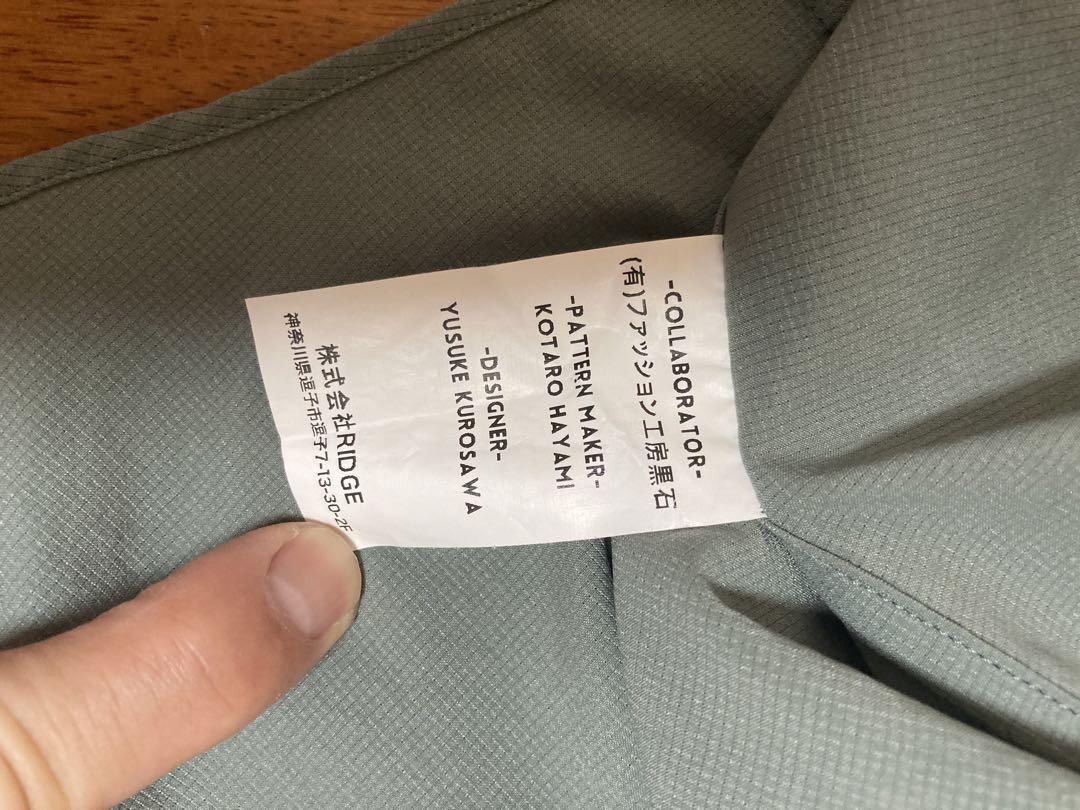 -COLLABORATOR-
(有)ファッション工房黒石
-PATTERN MAKER-
KOTARO HAYAMI
-DESIGNER-
YUSUKE KUROSAWA
株式会社RIDGE
神奈川県逗子市逗子7-13-30-2F